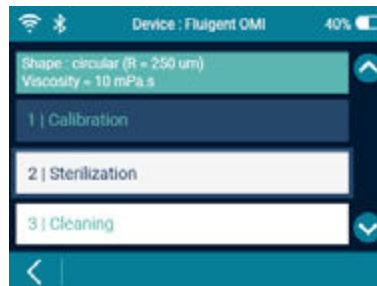 Device : Fluigent OMI 40%
Shape : circular (R = 250 um)
Viscosity = 10 mPa.s
1 | Calibration
2 | Sterilization
3 | Cleaning